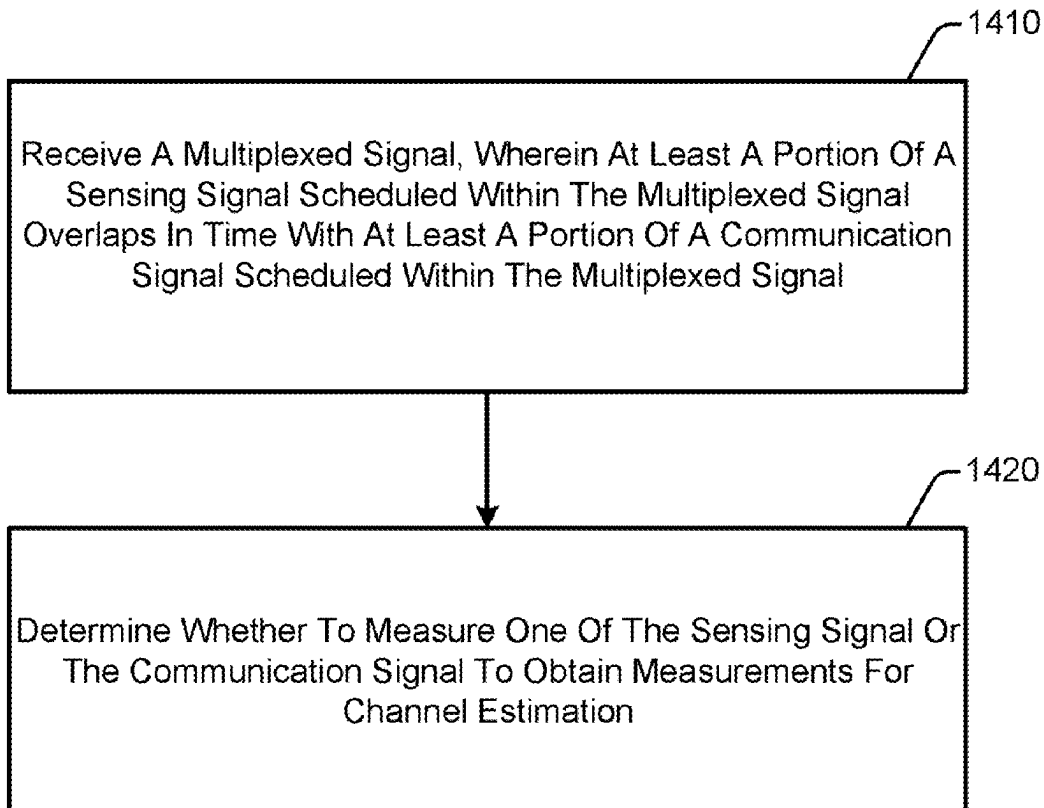 1410
Receive A Multiplexed Signal, Wherein At Least A Portion Of A
Sensing Signal Scheduled Within The Multiplexed Signal
Overlaps In Time With At Least A Portion Of A Communication
Signal Scheduled Within The Multiplexed Signal
1420
Determine Whether To Measure One Of The Sensing Signal Or
The Communication Signal To Obtain Measurements For
Channel Estimation